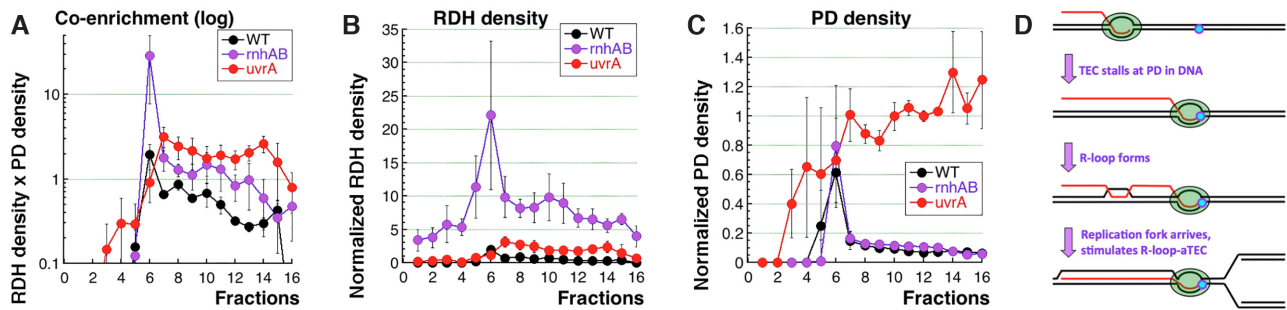 A
Co-enrichment (log)
RDH density x PD density
10
1
0.1
WT
rnhAB
uvrA
0 2 4 6 8 10 12 14 16
Fractions
B
RDH density
Normalized RDH density
35
30
25
20
15
10
5
0
WT
rnhAB
uvrA
0 2 4 6 8 10 12 14 16
Fractions
C
PD density
Normalized PD density
1.6
1.4
1.2
1
0.8
0.6
0.4
0.2
0
WT
rnhAB
uvrA
0 2 4 6 8 10 12 14 16
Fractions
D
TEC stalls at PD in DNA
R-loop forms
Replication fork arrives,
stimulates R-loop-aTEC